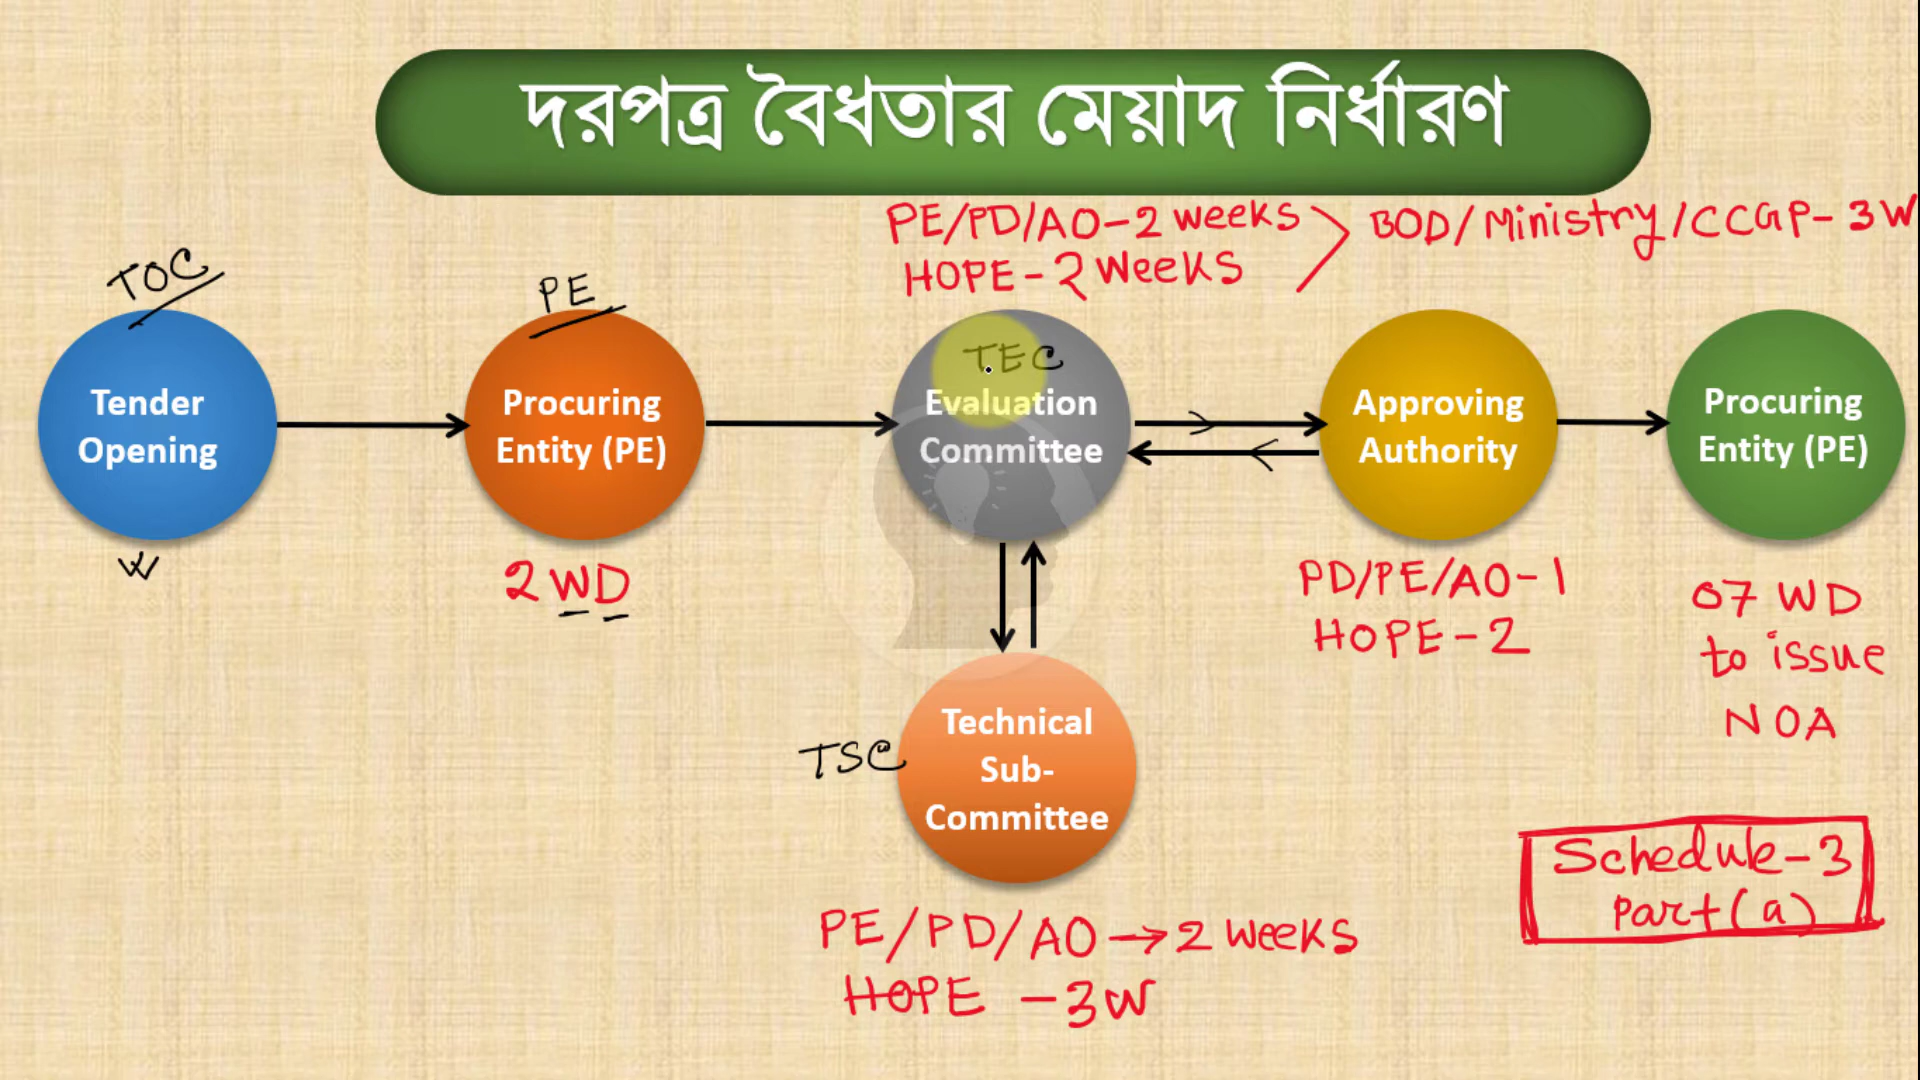 দরপত্র বৈধতার মেয়াদ নির্ধারণ
PE/PD/AO-2 weeks
HOPE-2 weeks
BOD/Ministry/CCGP-3W
TOC
Tender
Opening
W
PE
Procuring
Entity (PE)
2 WD
TEC
Evaluation
Committee
Approving
Authority
PD/PE/AO-1
HOPE-2
Procuring
Entity (PE)
07 WD
to issue
NOA
TSC
Technical
Sub-
Committee
PE/PD/AO→2 weeks
HOPE -3W
Schedule-3
Part(a)